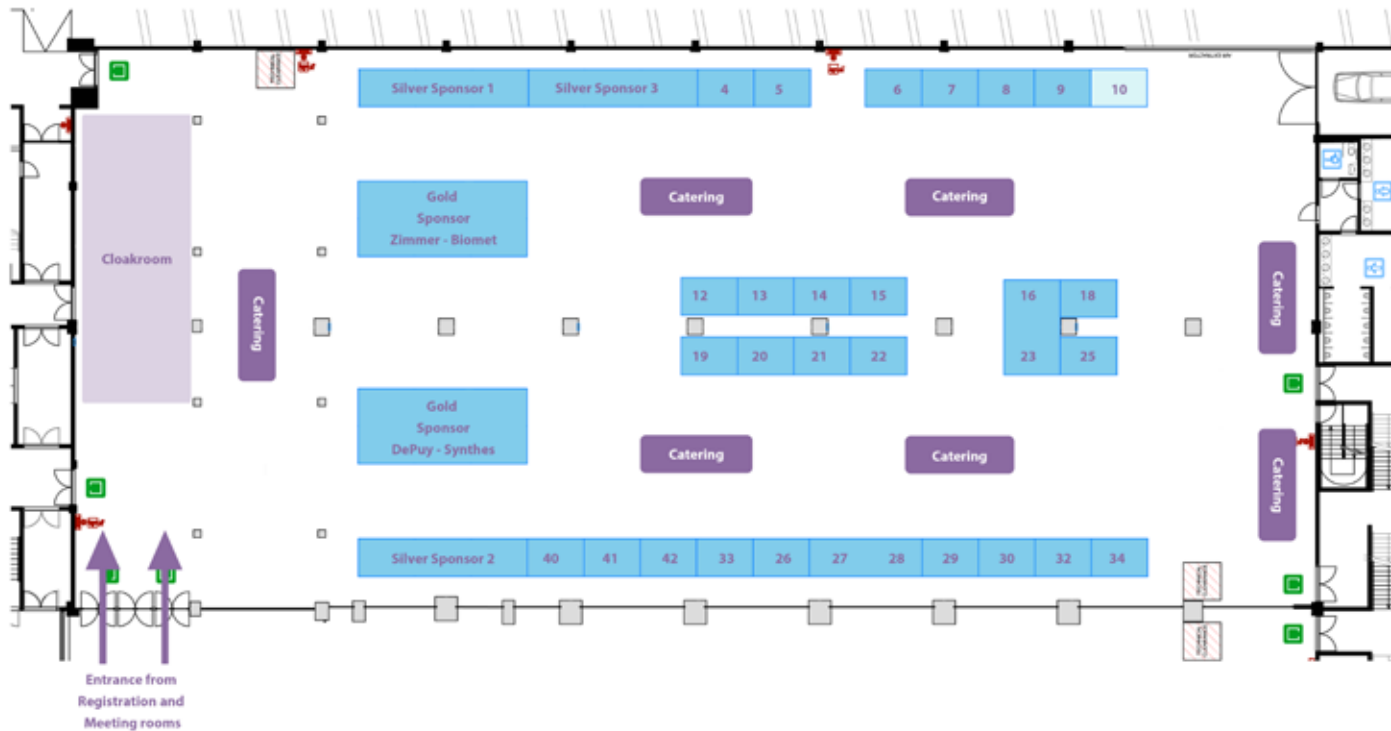 AIR EXTRACTOR
Silver Sponsor 1
Silver Sponsor 3
4
5
6
7
8
9
10
Gold
Sponsor
Zimmer - Biomet
Catering
Catering
Cloakroom
Catering
Catering
12
13
14
15
16
18
19
20
21
22
23
25
Gold
Sponsor
DePuy - Synthes
Catering
Catering
Catering
Silver Sponsor 2
40
41
42
33
26
27
28
29
30
32
34
Entrance from
Registration and
Meeting rooms